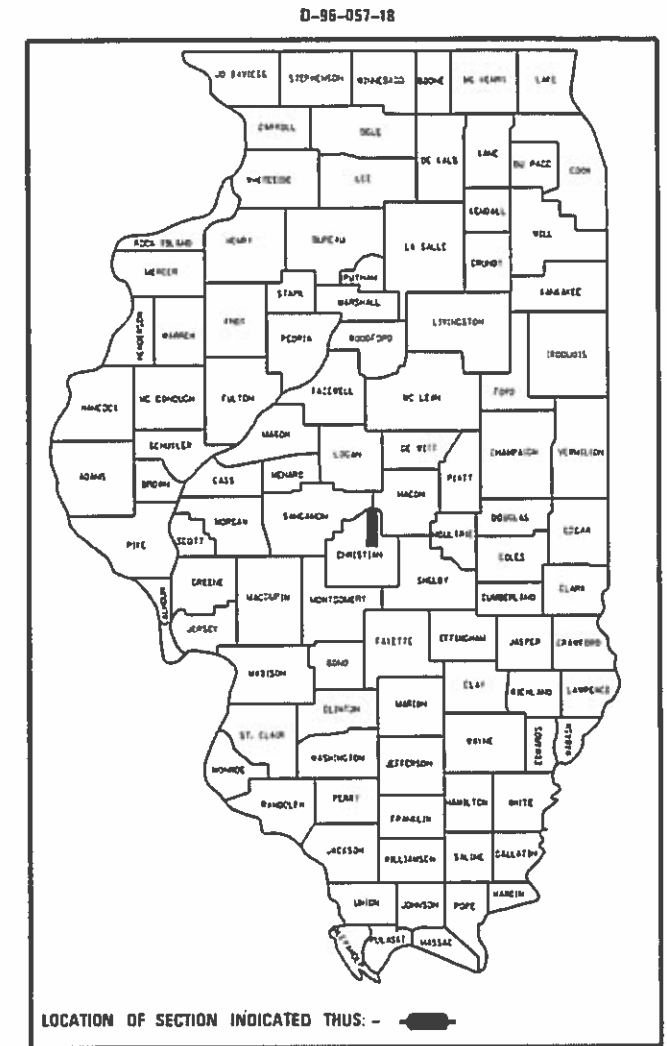 D-96-057-18
JO DAVIESS STEPHENSON WINNEBAGO BOONE MC HENRY LAKE
CARROLL OGLE
DE KALB KANE DU PAGE COOK
WHITESIDE LEE
KENDALL
ROCK ISLAND HENRY BUREAU LA SALLE WILL
MERCER PUTNAM GRUNDY
STARK MARSHALL KANKAKEE
HENDERSON WARREN KNOX PEORIA WOODFORD LIVINGSTON
IROQUOIS
HANCOCK MC DONOUGH FULTON TAZEWELL MC LEAN FORD
MASON
SCHUYLER LOGAN DE WITT CHAMPAIGN VERMILION
ADAMS BROWN CASS MENARD MACON PIATT
PIKE SCOTT MORGAN SANGAMON DOUGLAS
MOULTRIE EDGAR
CHRISTIAN COLES
GREENE SHELBY
CALHOUN MACOUPIN MONTGOMERY CUMBERLAND CLARK
JERSEY
FAYETTE EFFINGHAM JASPER CRAWFORD
MADISON BOND
CLAY RICHLAND LAWRENCE
CLINTON MARION
ST. CLAIR WAYNE EDWARDS WABASH
WASHINGTON
MONROE JEFFERSON
RANDOLPH PERRY HAMILTON WHITE
FRANKLIN
JACKSON WILLIAMSON SALINE GALLATIN
HARDIN
UNION JOHNSON POPE
PULASKI MASSAC
LOCATION OF SECTION INDICATED THUS: -